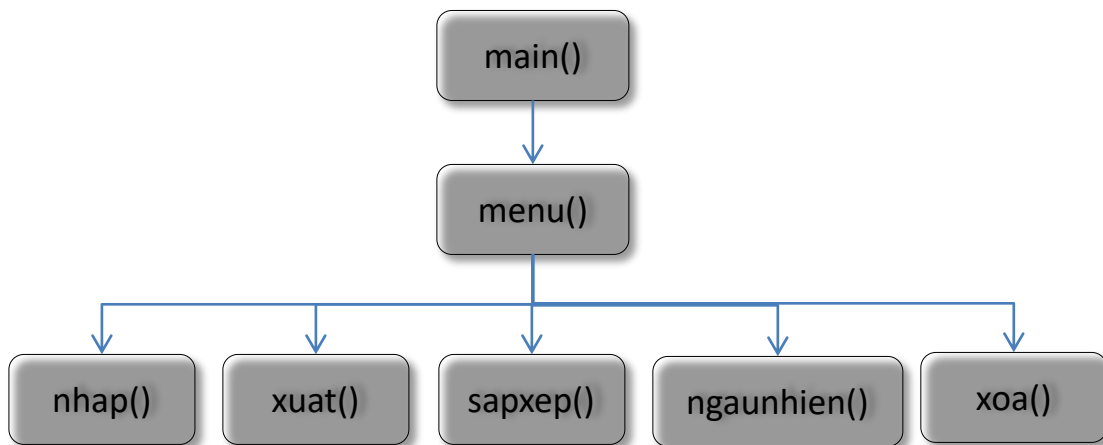 main()
menu()
nhap()
xuat()
sapxep()
ngaunhien()
xoa()